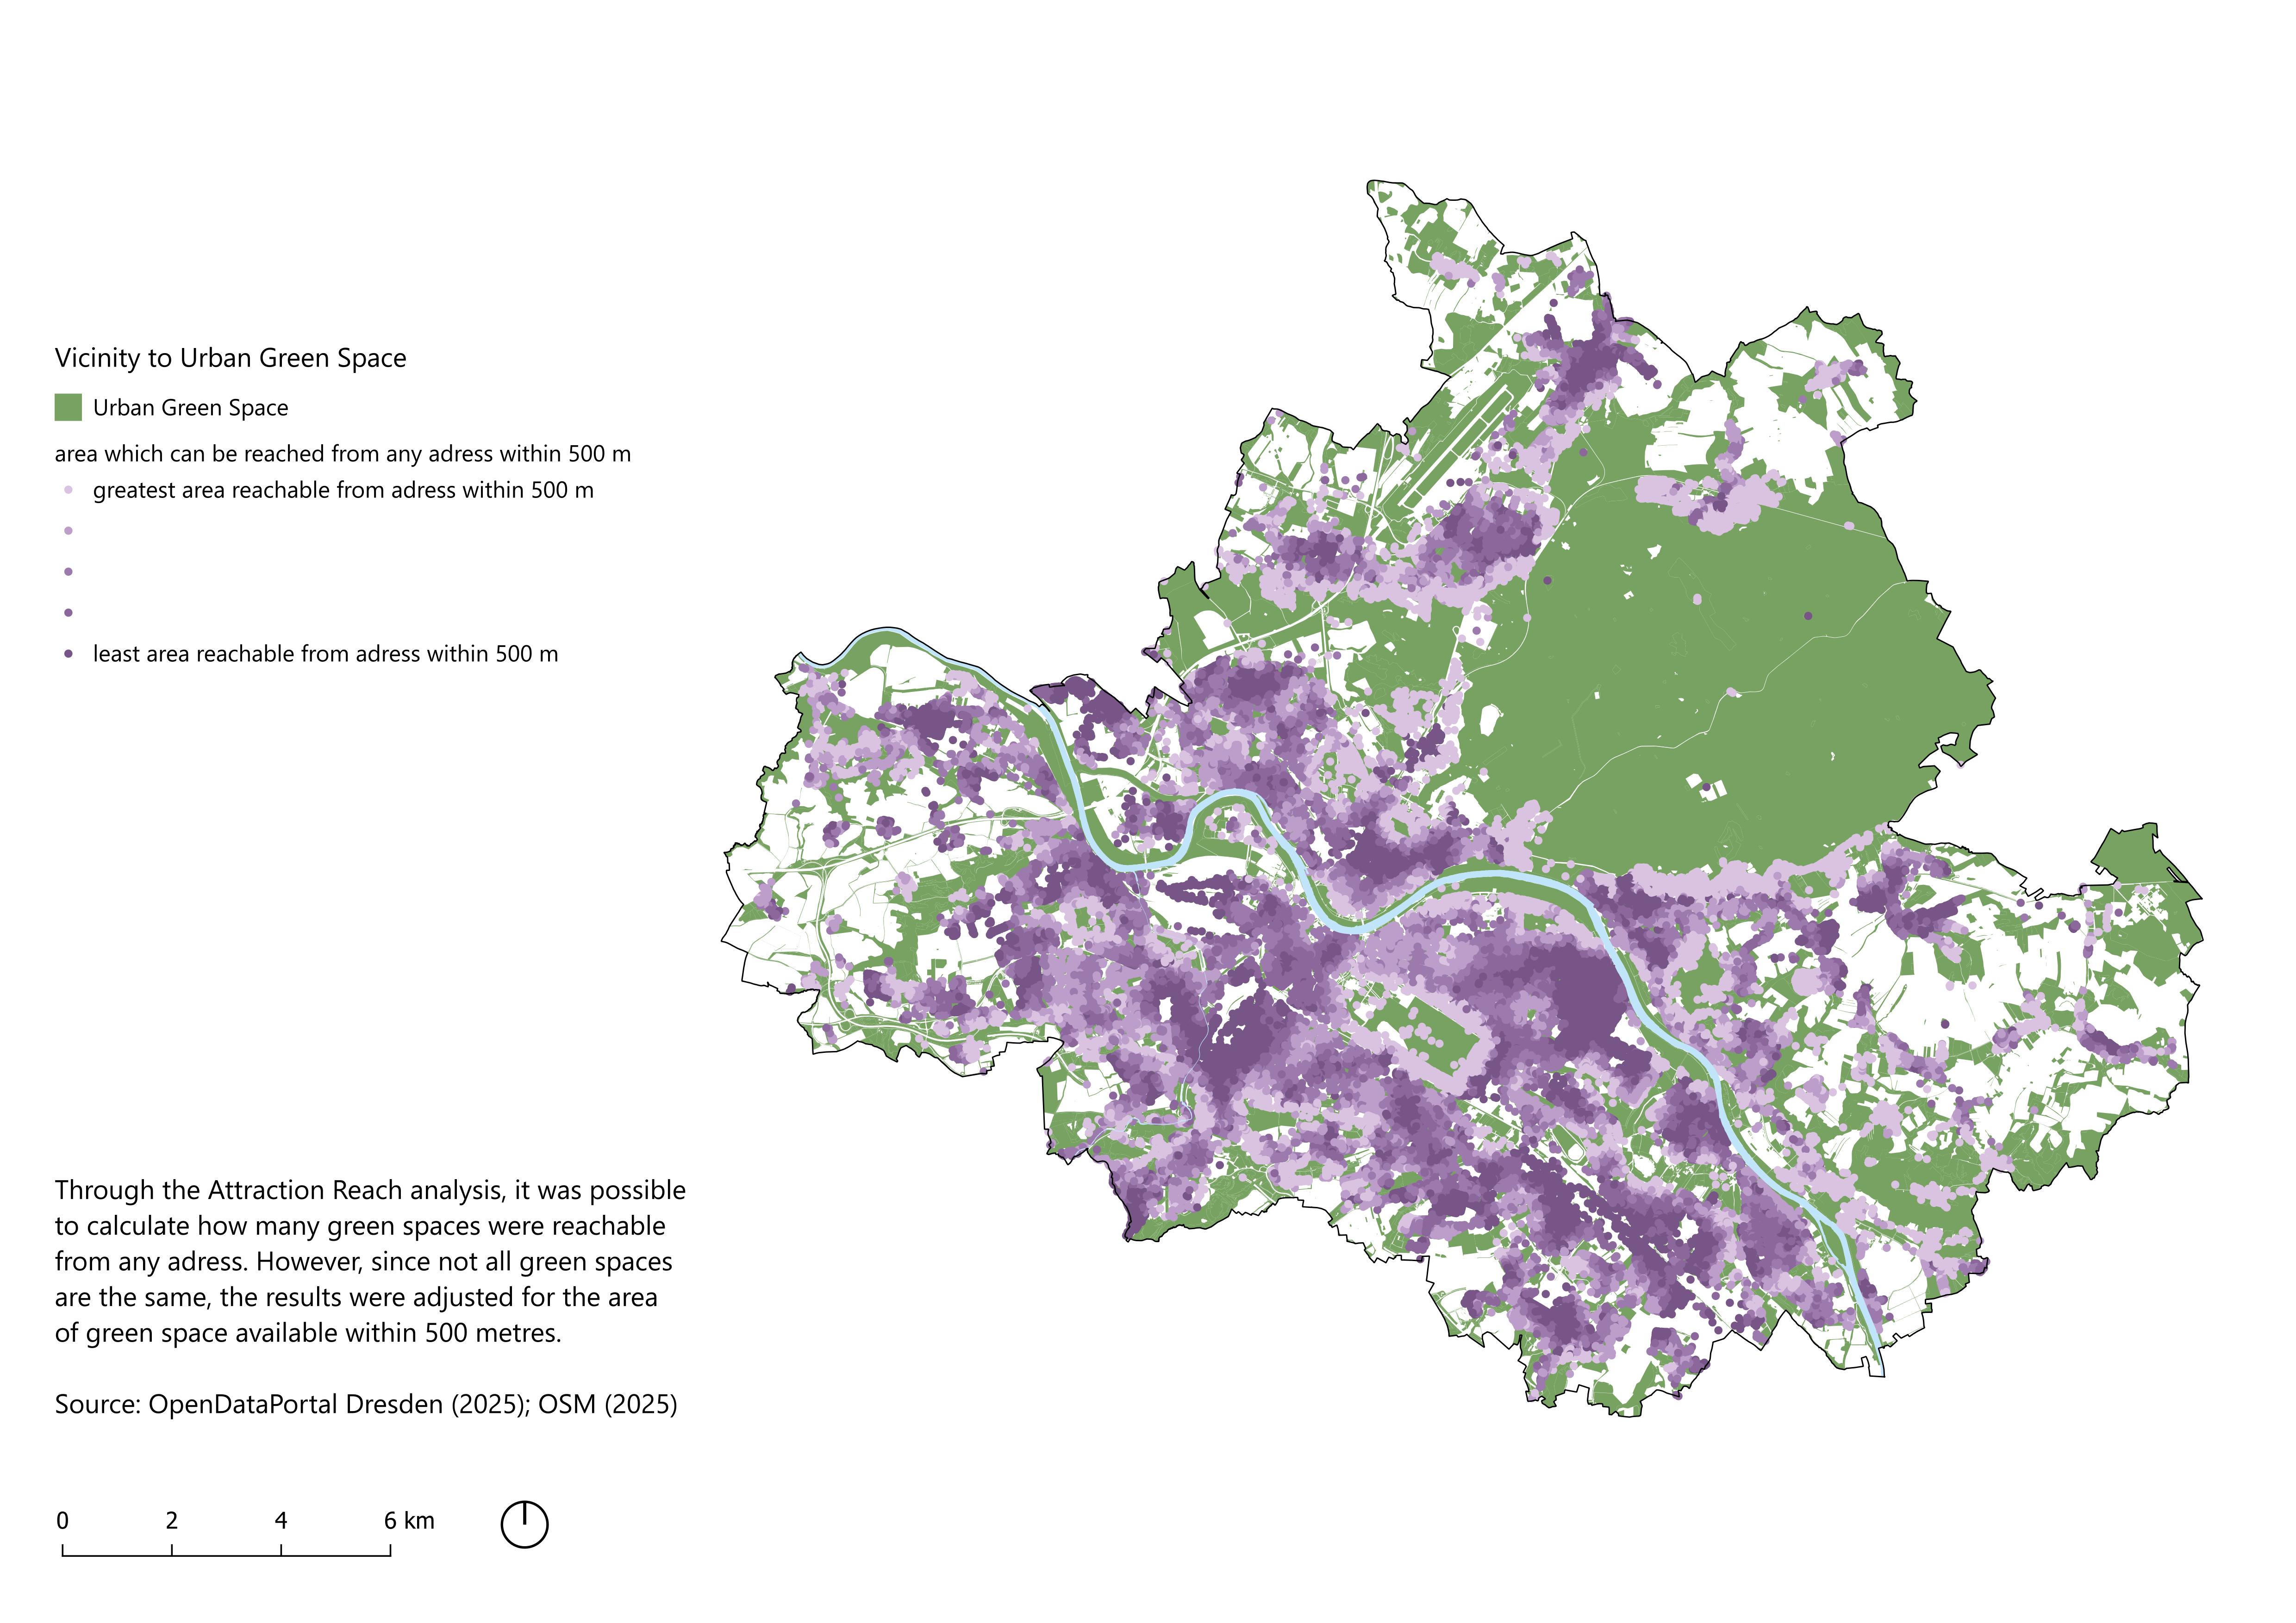 Vicinity to Urban Green Space
Urban Green Space
area which can be reached from any adress within 500 m
greatest area reachable from adress within 500 m
least area reachable from adress within 500 m
Through the Attraction Reach analysis, it was possible
to calculate how many green spaces were reachable
from any adress. However, since not all green spaces
are the same, the results were adjusted for the area
of green space available within 500 metres.
Source: OpenDataPortal Dresden (2025); OSM (2025)
0 2 4 6 km